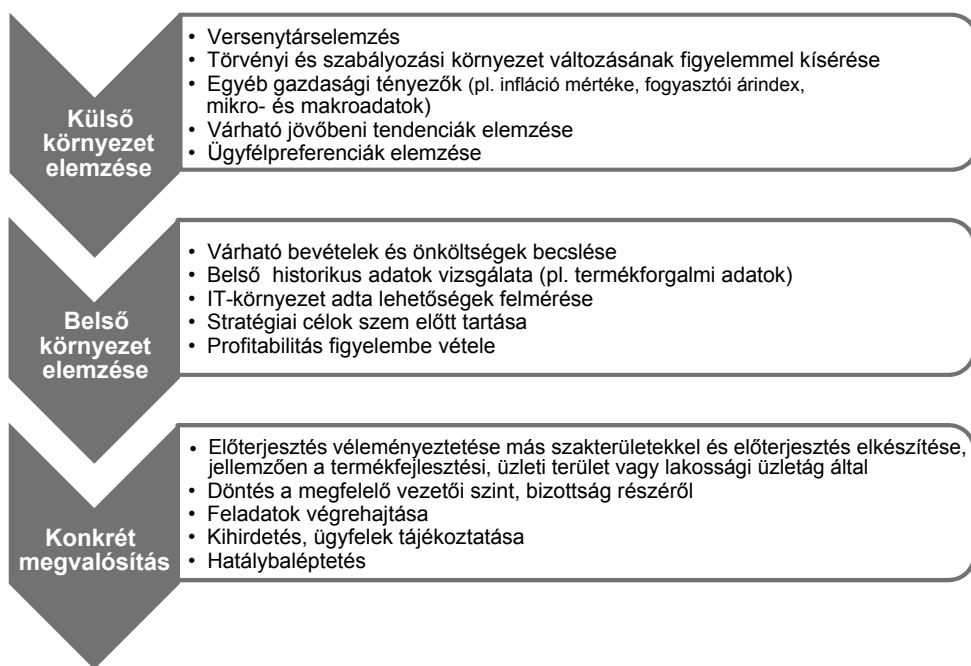 Külső
környezet
elemzése
• Versenytárselemzés
• Törvényi és szabályozási környezet változásának figyelemmel kísérése
• Egyéb gazdasági tényezők (pl. infláció mértéke, fogyasztói árindex,
mikro- és makroadatok)
• Várható jövőbeni tendenciák elemzése
• Ügyfélpreferenciák elemzése
Belső
környezet
elemzése
• Várható bevételek és önköltségek becslése
• Belső historikus adatok vizsgálata (pl. termékforgalmi adatok)
• IT-környezet adta lehetőségek felmérése
• Stratégiai célok szem előtt tartása
• Profitabilitás figyelembe vétele
Konkrét
megvalósítás
• Előterjesztés véleményeztetése más szakterületekkel és előterjesztés elkészítése,
jellemzően a termékfejlesztési, üzleti terület vagy lakossági üzletág által
• Döntés a megfelelő vezetői szint, bizottság részéről
• Feladatok végrehajtása
• Kihirdetés, ügyfelek tájékoztatása
• Hatálybaléptetés